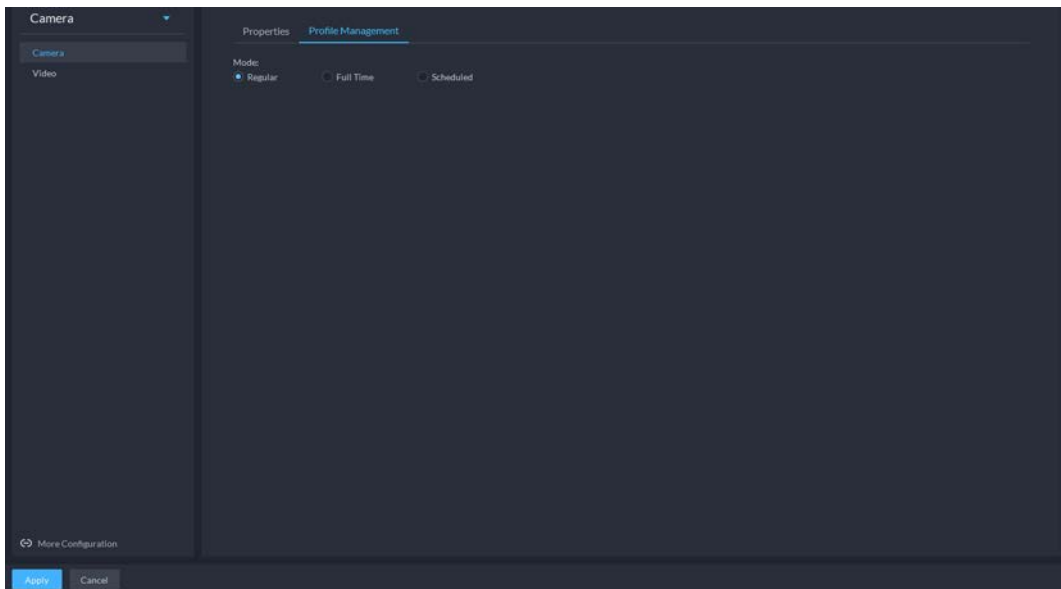 Camera
Camera
Video
More Configuration
Properties Profile Management
Mode:
Regular Full Time Scheduled
Apply Cancel